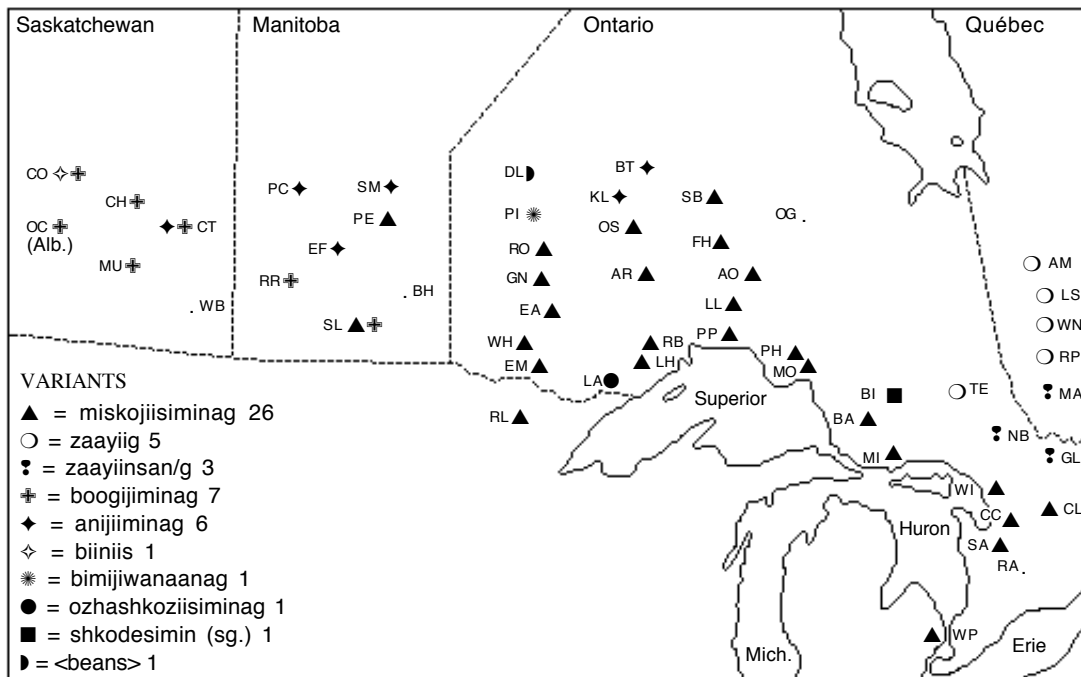 Saskatchewan Manitoba Ontario Québec
CO DL BT
PC SM
CH PE KL SB
OC CT PI OS OG
(Alb.)
EF RO FH
MU RR GN AR AO AM
BH LS
WB EA LL
SL WH RB PP WN
EM LH PH RP
LA MO
VARIANTS
▲ = miskojiisiminag 26
❍ = zaayiig 5
❢ = zaayiinsan/g 3
✙ = boogijiminag 7
✦ = anijiiminag 6
✧ = biiniis 1
✺ = bimijiwanaanag 1
● = ozhashkoziisiminag 1
■ = shkodesimin (sg.) 1
◗ = <beans> 1
RL Superior BI TE MA
BA NB
MI GL
WI
Huron CC CL
SA
RA
WP
Mich. Erie